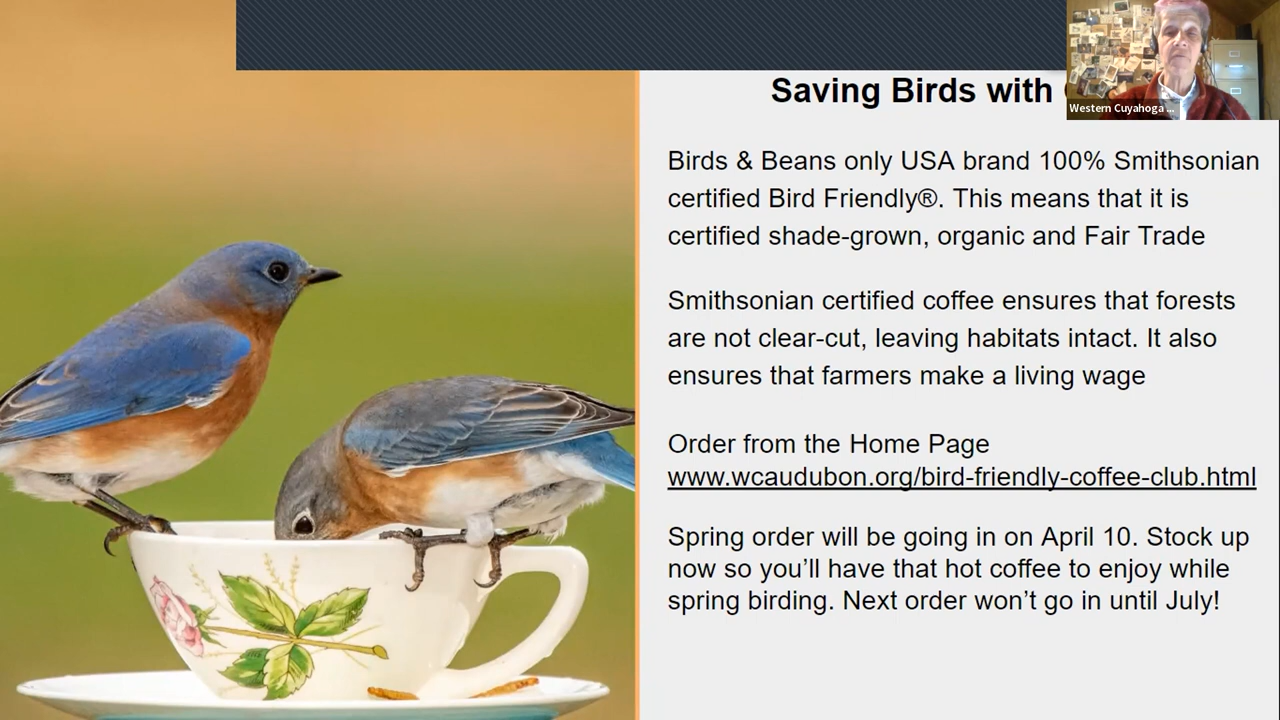 Saving Birds with
Western Cuyahoga ...
Birds & Beans only USA brand 100% Smithsonian
certified Bird Friendly®. This means that it is
certified shade-grown, organic and Fair Trade
Smithsonian certified coffee ensures that forests
are not clear-cut, leaving habitats intact. It also
ensures that farmers make a living wage
Order from the Home Page
www.wcaudubon.org/bird-friendly-coffee-club.html
Spring order will be going in on April 10. Stock up
now so you’ll have that hot coffee to enjoy while
spring birding. Next order won’t go in until July!